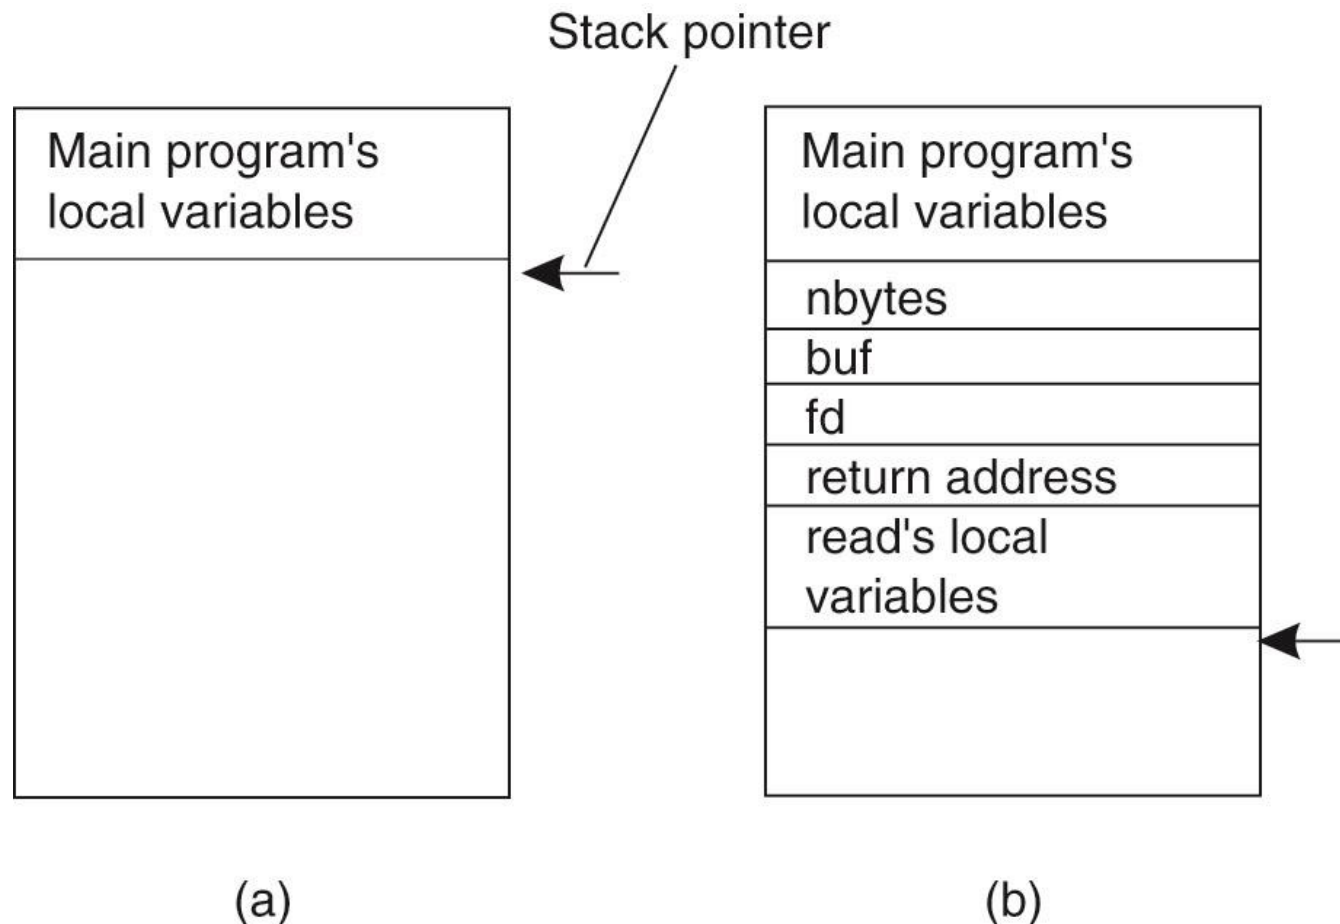 Stack pointer
Main program's
local variables
(a)
Main program's
local variables
nbytes
buf
fd
return address
read's local
variables
(b)